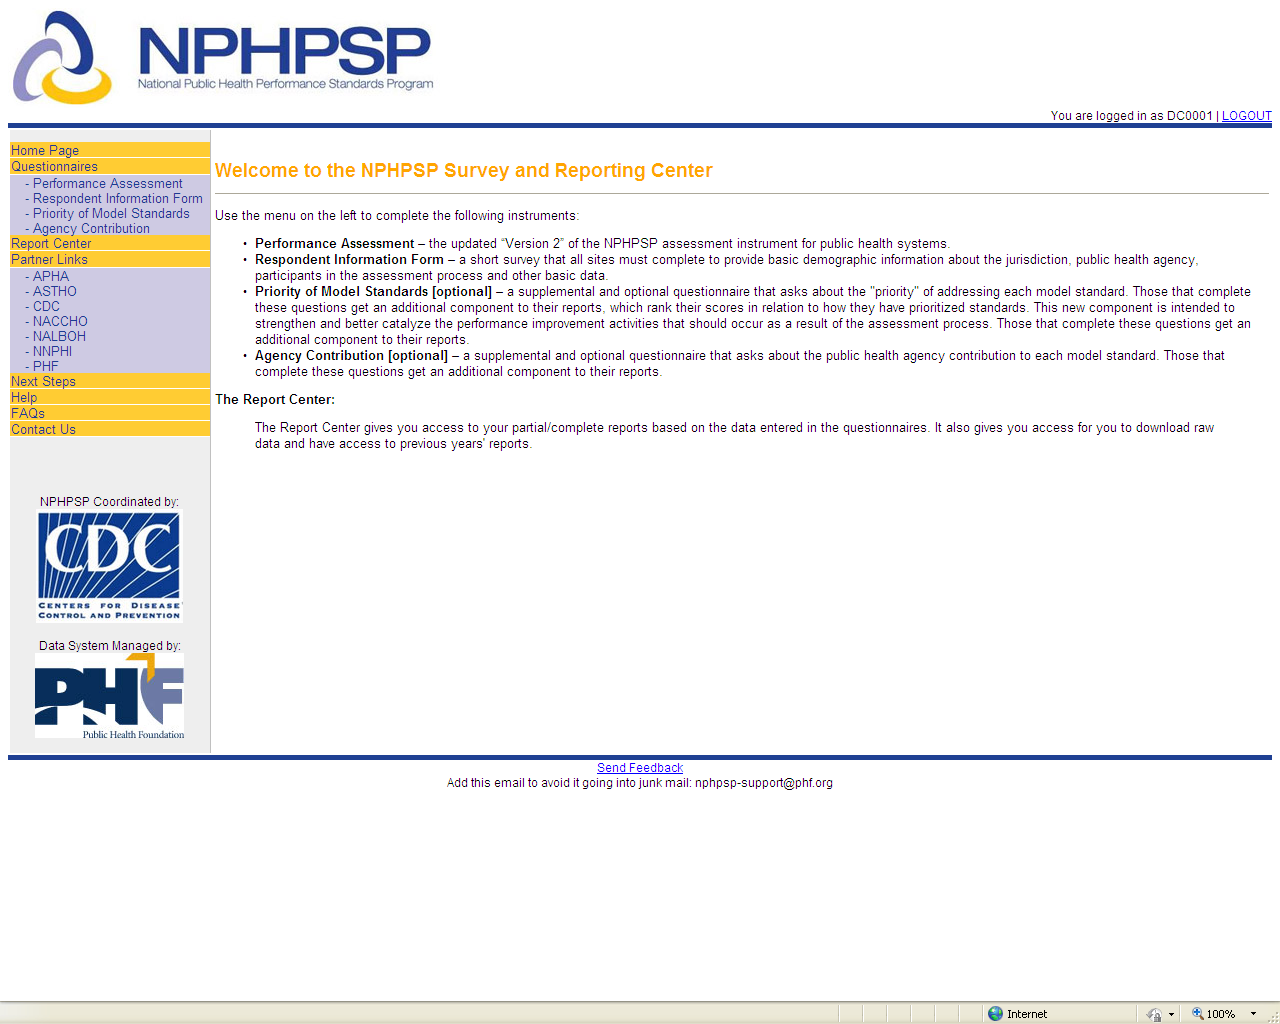 NPHPSP
National Public Health Performance Standards Program
You are logged in as DC0001 | LOGOUT
Home Page
Questionnaires
- Performance Assessment
- Respondent Information Form
- Priority of Model Standards
- Agency Contribution
Report Center
Partner Links
- APHA
- ASTHO
- CDC
- NACCHO
- NALBOH
- NNPHI
- PHF
Next Steps
Help
FAQs
Contact Us
NPHPSP Coordinated by:
CDC
CENTERS FOR DISEASE
CONTROL AND PREVENTION
Data System Managed by:
PHF
Public Health Foundation
Welcome to the NPHPSP Survey and Reporting Center
Use the menu on the left to complete the following instruments:
• Performance Assessment – the updated “Version 2” of the NPHPSP assessment instrument for public health systems.
• Respondent Information Form – a short survey that all sites must complete to provide basic demographic information about the jurisdiction, public health agency,
participants in the assessment process and other basic data.
• Priority of Model Standards [optional] – a supplemental and optional questionnaire that asks about the "priority" of addressing each model standard. Those that complete
these questions get an additional component to their reports, which rank their scores in relation to how they have prioritized standards. This new component is intended to
strengthen and better catalyze the performance improvement activities that should occur as a result of the assessment process. Those that complete these questions get an
additional component to their reports.
• Agency Contribution [optional] – a supplemental and optional questionnaire that asks about the public health agency contribution to each model standard. Those that
complete these questions get an additional component to their reports.
The Report Center:
The Report Center gives you access to your partial/complete reports based on the data entered in the questionnaires. It also gives you access for you to download raw
data and have access to previous years' reports.
Send Feedback
Add this email to avoid it going into junk mail: nphpsp-support@phf.org
Internet
100%